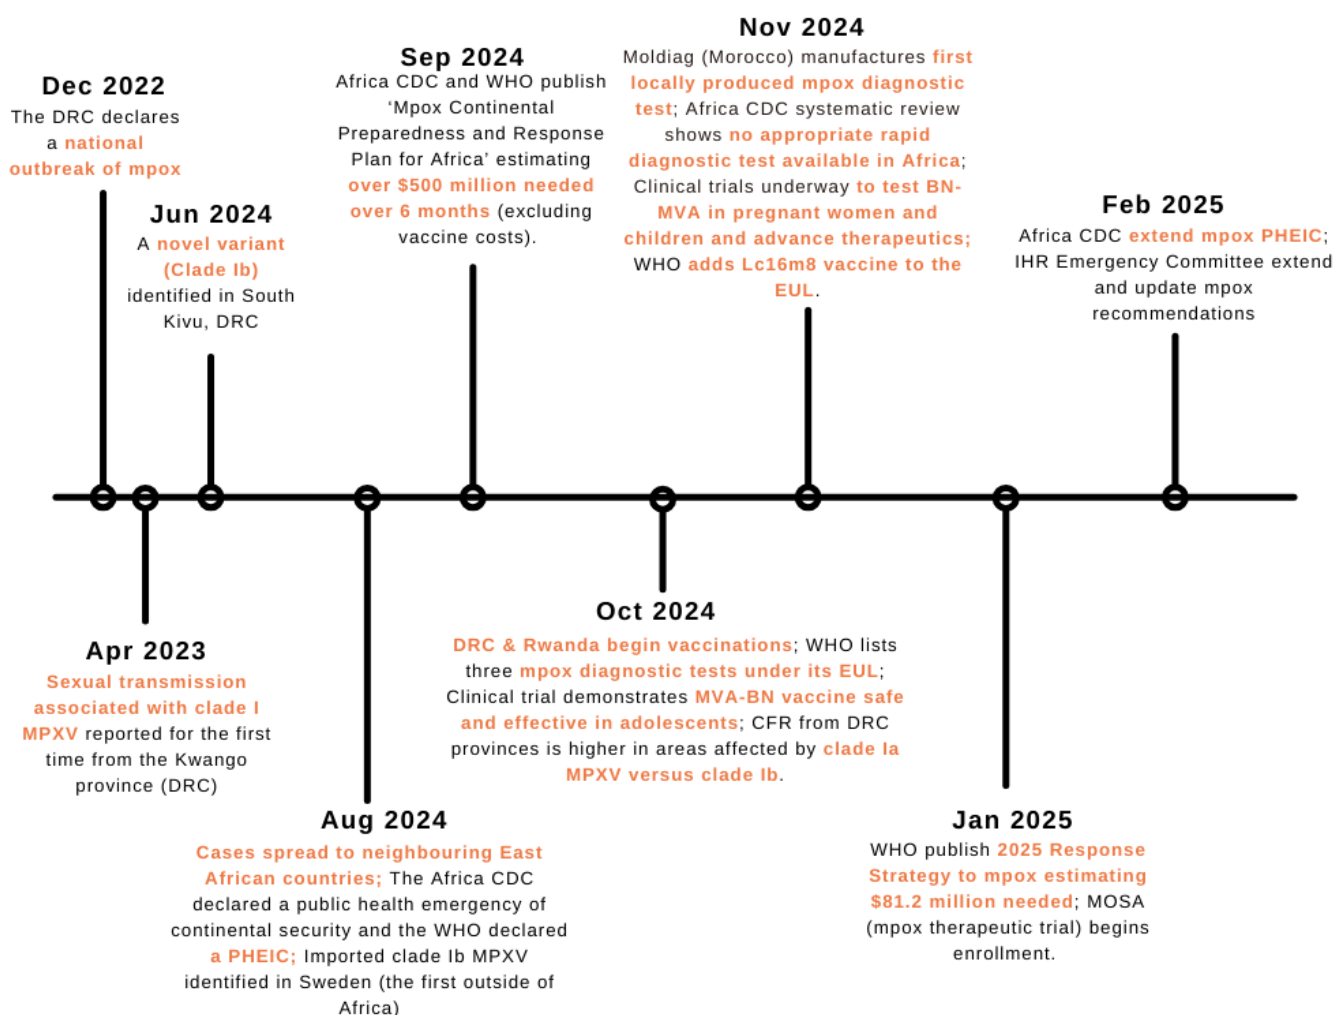 Dec 2022
The DRC declares
a national
outbreak of mpox
Apr 2023
Sexual transmission
associated with clade I
MPXV reported for the first
time from the Kwango
province (DRC)
Jun 2024
A novel variant
(Clade Ib)
identified in South
Kivu, DRC
Aug 2024
Cases spread to neighbouring East
African countries; The Africa CDC
declared a public health emergency of
continental security and the WHO declared
a PHEIC; Imported clade Ib MPXV
identified in Sweden (the first outside of
Africa)
Sep 2024
Africa CDC and WHO publish
‘Mpox Continental
Preparedness and Response
Plan for Africa’ estimating
over $500 million needed
over 6 months (excluding
vaccine costs).
Oct 2024
DRC & Rwanda begin vaccinations; WHO lists
three mpox diagnostic tests under its EUL;
Clinical trial demonstrates MVA-BN vaccine safe
and effective in adolescents; CFR from DRC
provinces is higher in areas affected by clade Ia
MPXV versus clade Ib.
Nov 2024
Moldiag (Morocco) manufactures first
locally produced mpox diagnostic
test; Africa CDC systematic review
shows no appropriate rapid
diagnostic test available in Africa;
Clinical trials underway to test BN-
MVA in pregnant women and
children and advance therapeutics;
WHO adds Lc16m8 vaccine to the
EUL.
Jan 2025
WHO publish 2025 Response
Strategy to mpox estimating
$81.2 million needed; MOSA
(mpox therapeutic trial) begins
enrollment.
Feb 2025
Africa CDC extend mpox PHEIC;
IHR Emergency Committee extend
and update mpox
recommendations